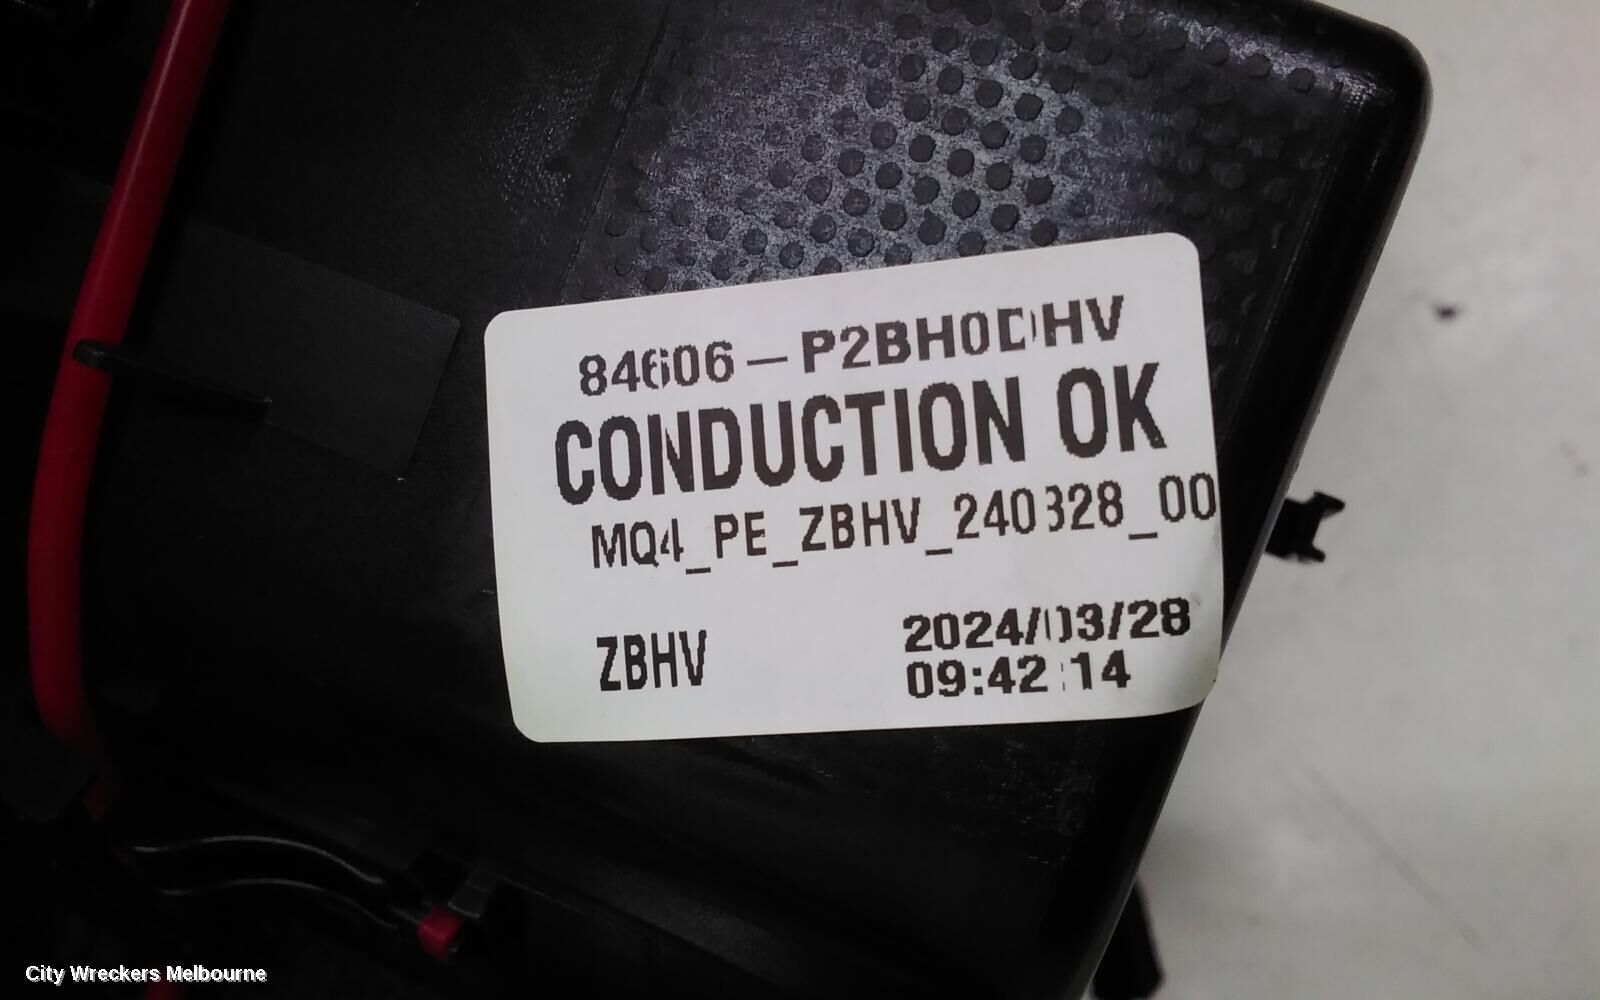 84606-P2BH0DHV
CONDUCTION OK
MQ4_PE_ZBHV_240328_00
ZBHV
2024/03/28
09:42:14
City Wreckers Melbourne